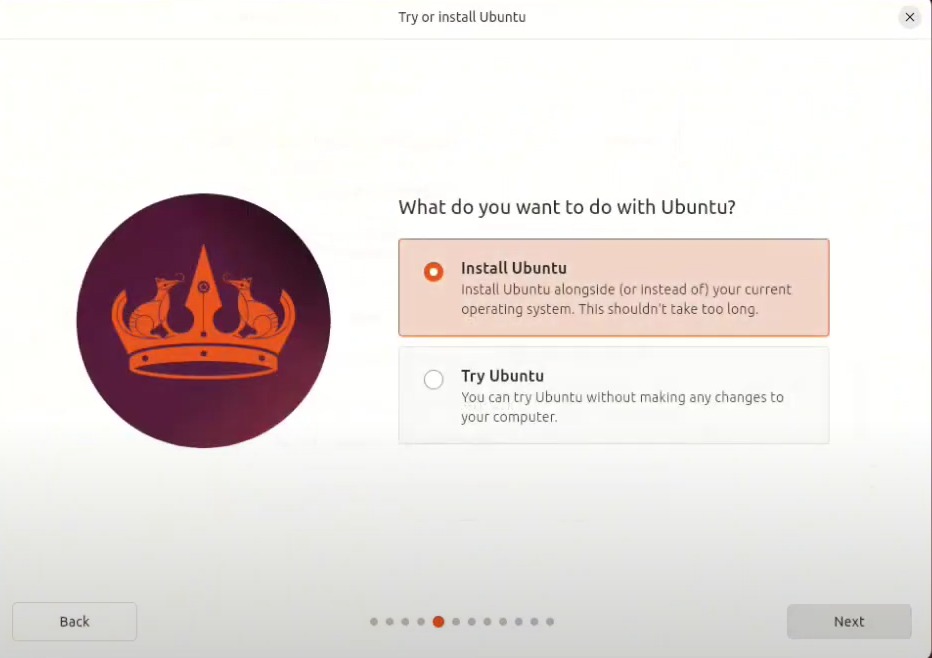 Try or install Ubuntu
What do you want to do with Ubuntu?
Install Ubuntu
Install Ubuntu alongside (or instead of) your current
operating system. This shouldn't take too long.
Try Ubuntu
You can try Ubuntu without making any changes to
your computer.
Back
Next